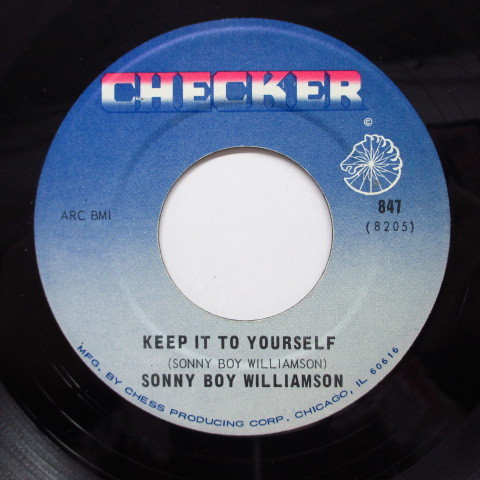 CHECKER
©
ARC BMI
847
(8205)
KEEP IT TO YOURSELF
(SONNY BOY WILLIAMSON)
SONNY BOY WILLIAMSON
MFG. BY CHESS PRODUCING CORP. CHICAGO, IL 60616